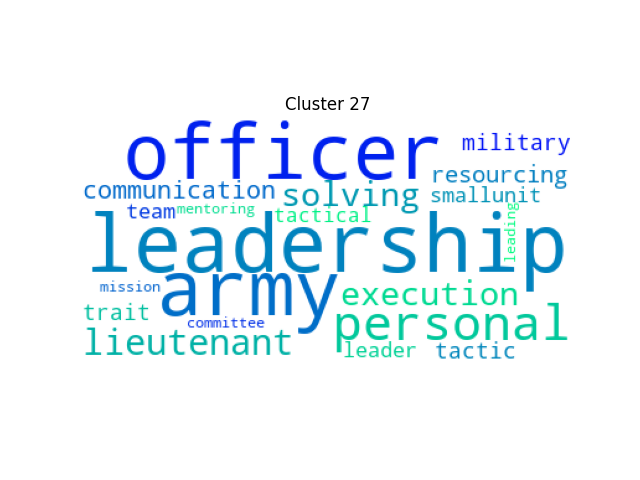 Cluster 27
officer military
communication solving resourcing
team mentoring tactical smallunit
leadership leading
mission army execution
trait committee personal
lieutenant leader tactic